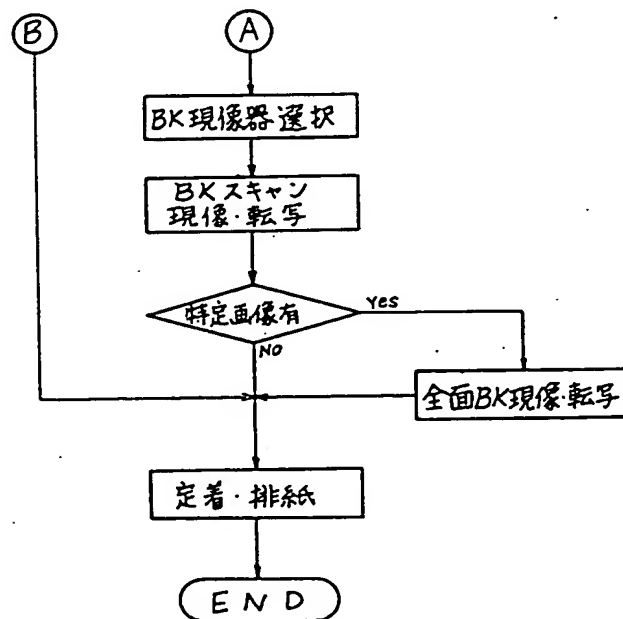 B
A
BK現像器選択
BKスキャン
現像・転写
特定画像有
Yes
NO
全面BK現像・転写
定着・排紙
END